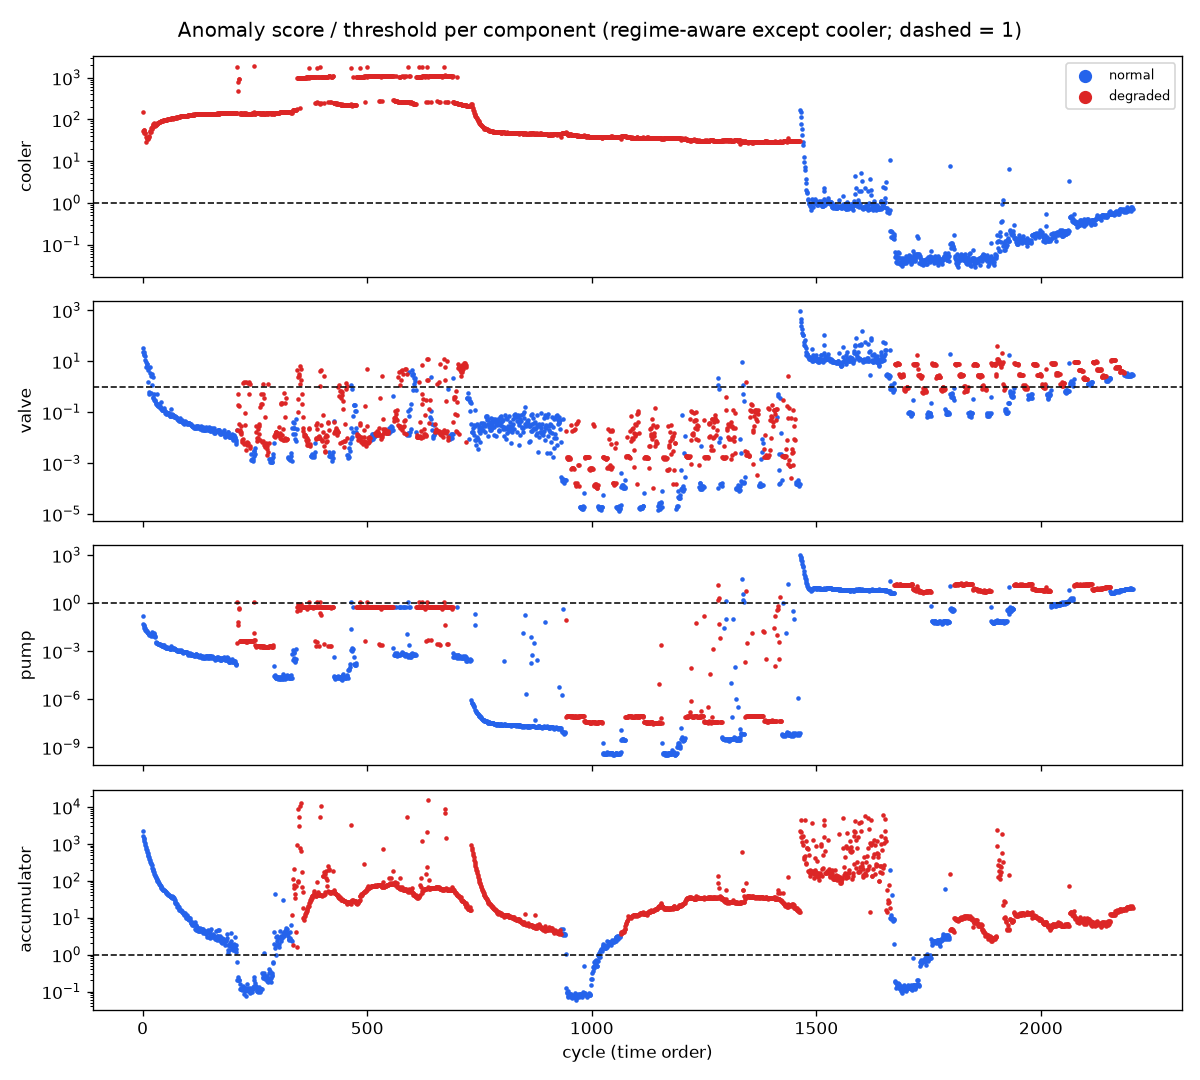 Anomaly score / threshold per component (regime-aware except cooler; dashed = 1)
normal
degraded
cooler
10³
10²
10¹
10⁰
10⁻¹
valve
10³
10¹
10⁻¹
10⁻³
10⁻⁵
pump
10³
10⁰
10⁻³
10⁻⁶
10⁻⁹
accumulator
10⁴
10³
10²
10¹
10⁰
10⁻¹
0 500 1000 1500 2000
cycle (time order)